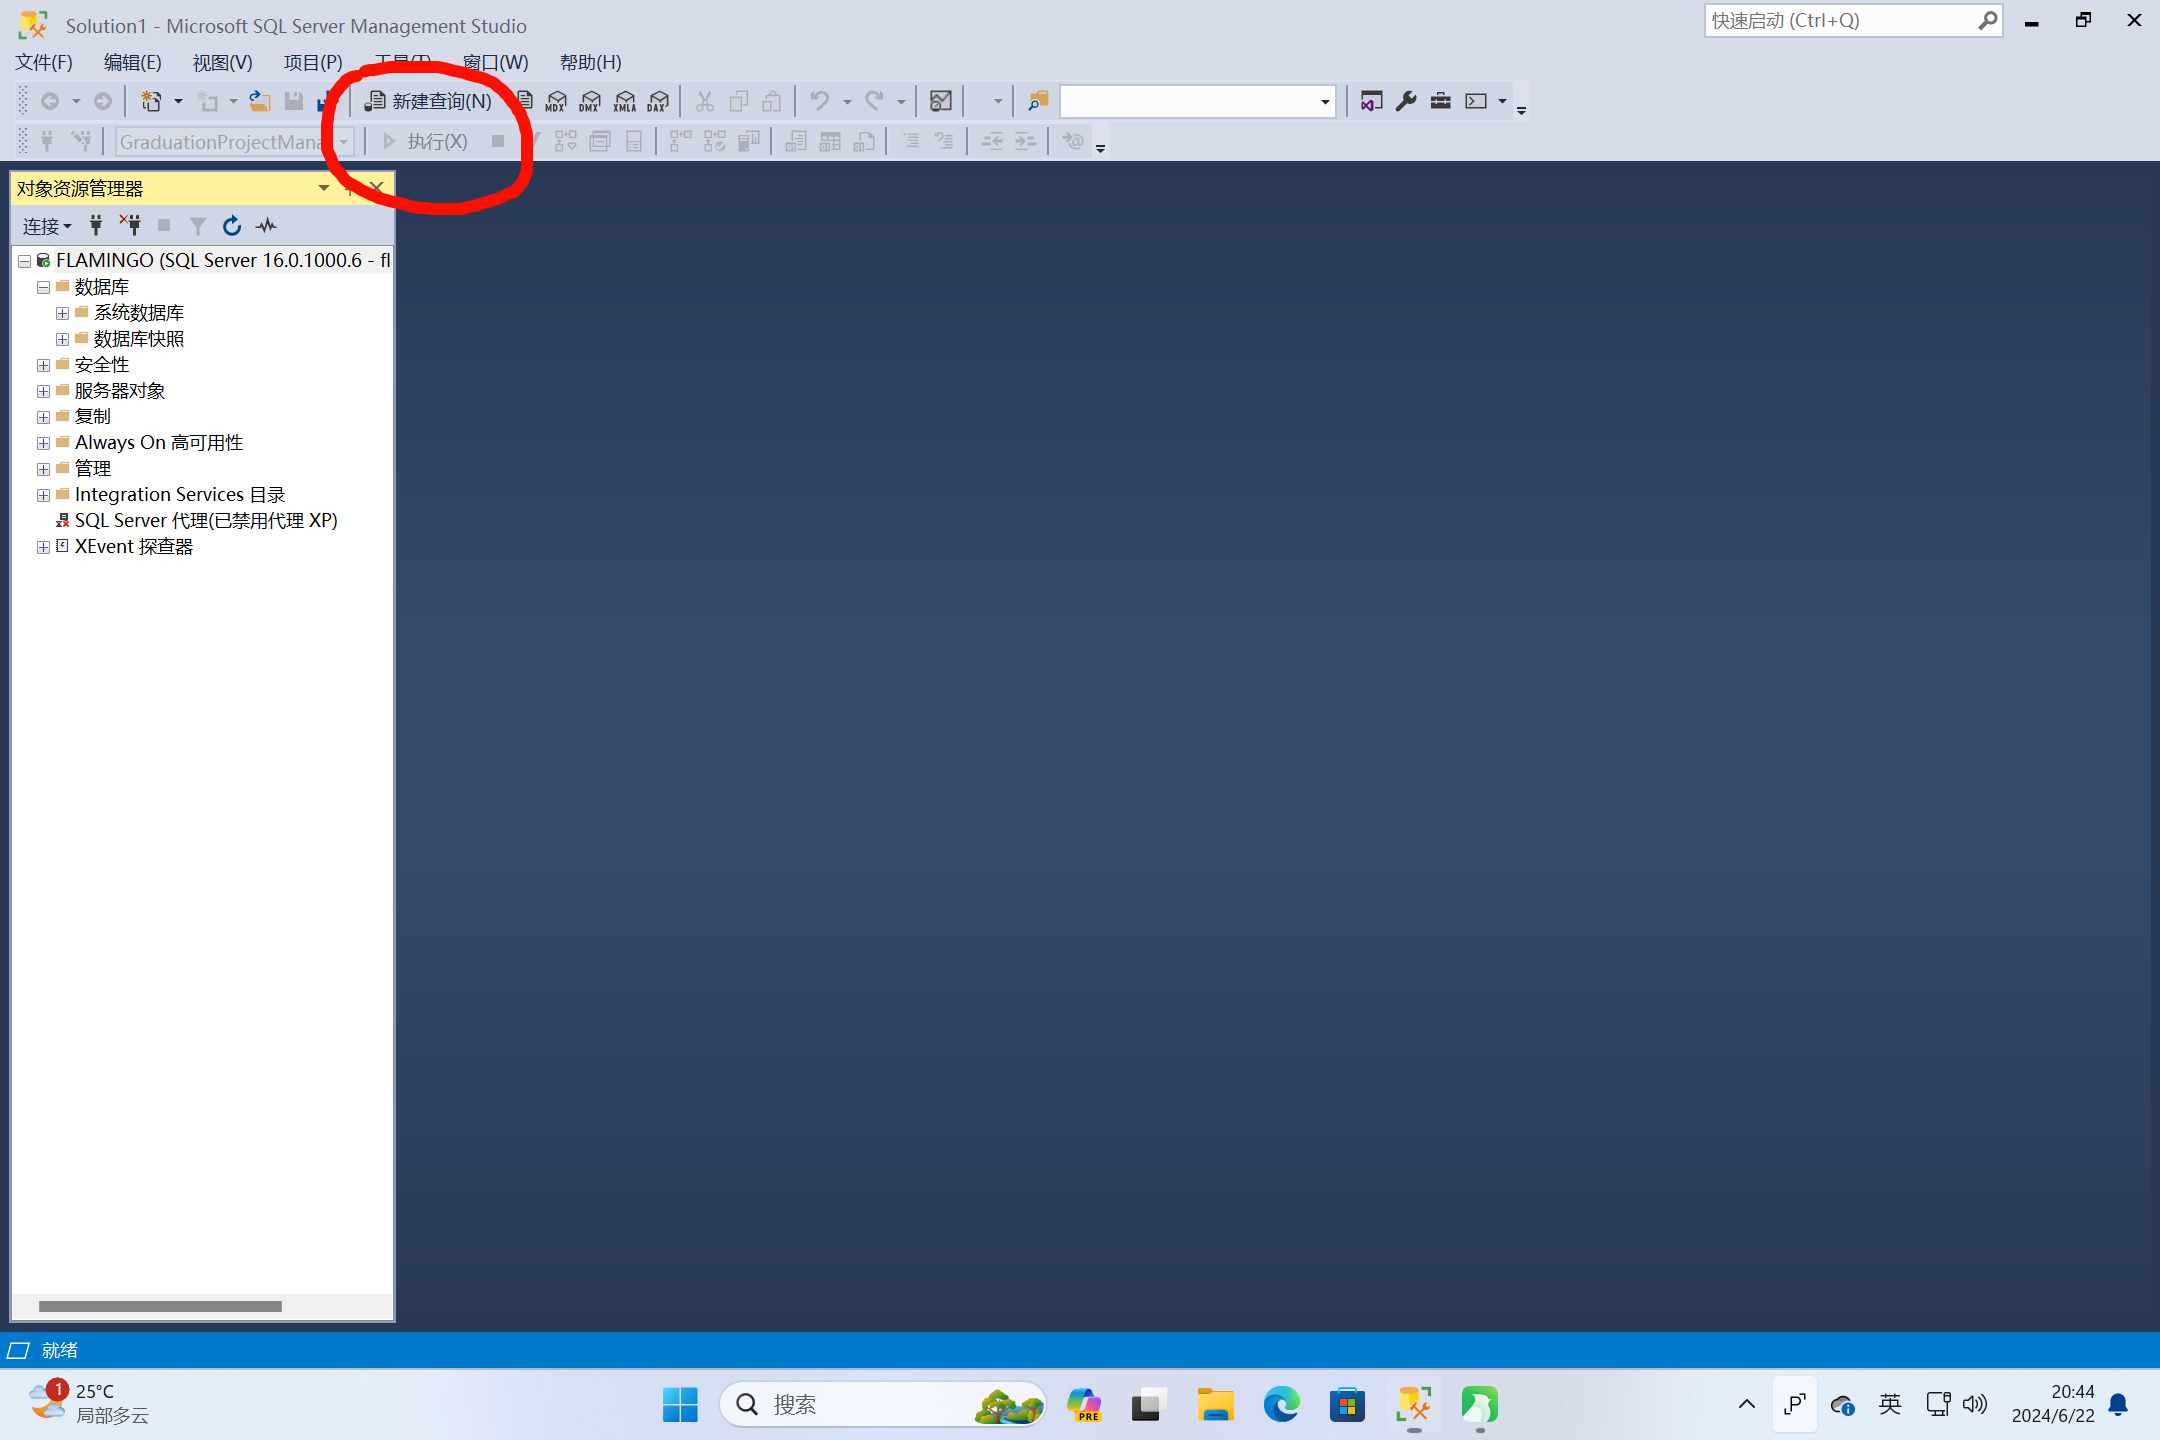 Solution1 - Microsoft SQL Server Management Studio
快速启动 (Ctrl+Q)
文件(F) 编辑(E) 视图(V) 项目(P) 工具(T) 窗口(W) 帮助(H)
新建查询(N) MDX DMX XMLA DAX
GraduationProjectMana 执行(X)
对象资源管理器
连接
FLAMINGO (SQL Server 16.0.1000.6 - fl
数据库
系统数据库
数据库快照
安全性
服务器对象
复制
Always On 高可用性
管理
Integration Services 目录
SQL Server 代理(已禁用代理 XP)
XEvent 探查器
就绪
1
25°C
局部多云
搜索
PRE
英
20:44
2024/6/22